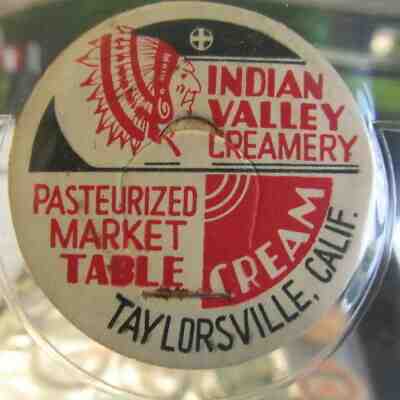 INDIAN
VALLEY
CREAMERY
PASTEURIZED
MARKET
TABLE
CREAM
TAYLORSVILLE, CALIF.